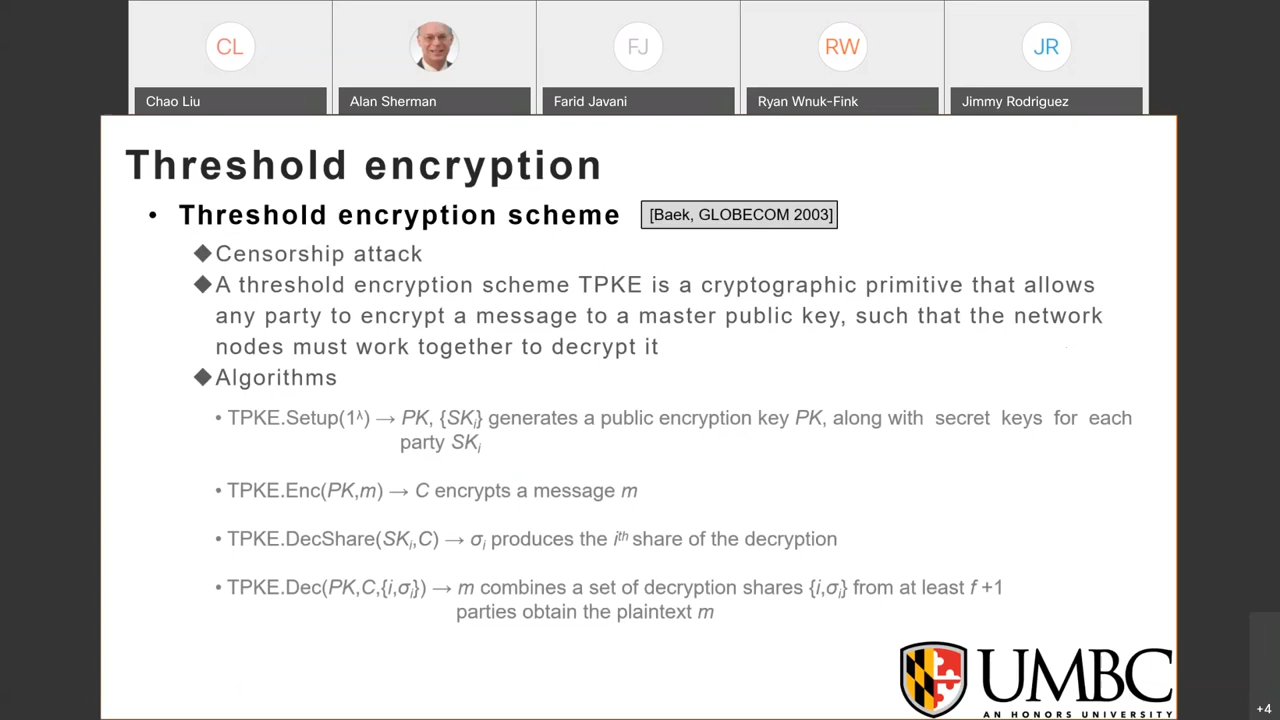 CL
FJ
RW
JR
Chao Liu
Alan Sherman
Farid Javani
Ryan Wnuk-Fink
Jimmy Rodriguez
Threshold encryption
• Threshold encryption scheme [Baek, GLOBECOM 2003]
◆Censorship attack
◆A threshold encryption scheme TPKE is a cryptographic primitive that allows
any party to encrypt a message to a master public key, such that the network
nodes must work together to decrypt it
◆Algorithms
• TPKE.Setup(1^λ) → PK, {SKᵢ} generates a public encryption key PK, along with secret keys for each
party SKᵢ
• TPKE.Enc(PK,m) → C encrypts a message m
• TPKE.DecShare(SKᵢ,C) → σᵢ produces the iᵗʰ share of the decryption
• TPKE.Dec(PK,C,{i,σᵢ}) → m combines a set of decryption shares {i,σᵢ} from at least f +1
parties obtain the plaintext m
UMBC
AN HONORS UNIVERSITY
+4